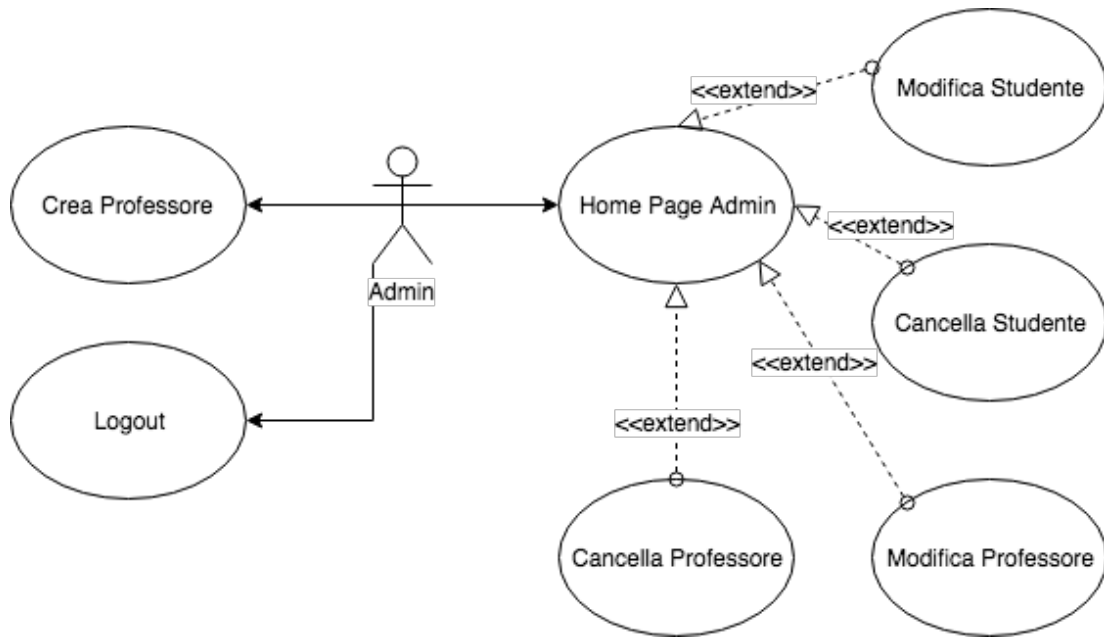 Modifica Studente
<<extend>>
Crea Professore
Home Page Admin
<<extend>>
Admin
Cancella Studente
<<extend>>
Logout
<<extend>>
Cancella Professore
Modifica Professore